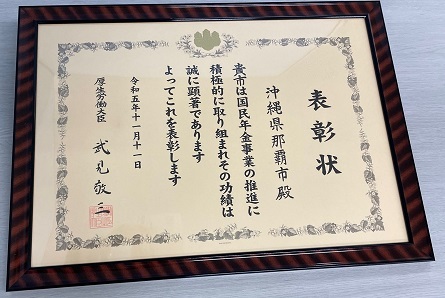 表彰状
沖縄県那覇市殿
貴市は国民年金事業の推進に
積極的に取り組まれその功績は
誠に顕著であります
よってこれを表彰します
令和五年十一月十一日
厚生労働大臣 武見敬三